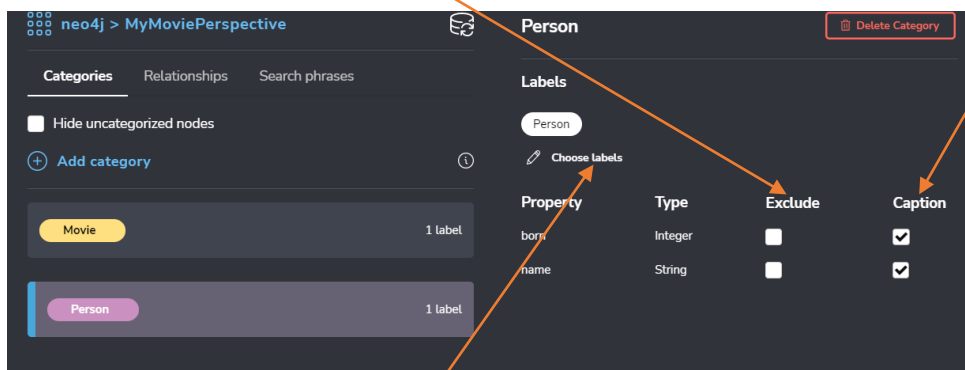 neo4j > MyMoviePerspective
Categories Relationships Search phrases
Hide uncategorized nodes
Add category
Movie 1 label
Person 1 label
Person Delete Category
Labels
Person
Choose labels
Property Type Exclude Caption
born Integer
name String